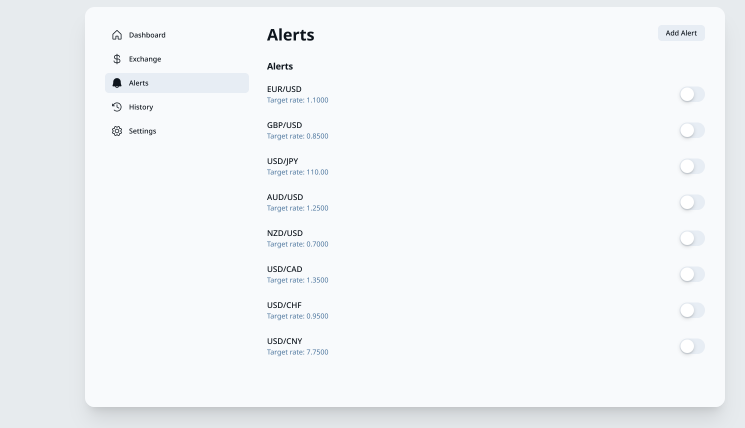 Dashboard
Exchange
Alerts
History
Settings
Alerts
Add Alert
Alerts
EUR/USD
Target rate: 1.1000
GBP/USD
Target rate: 0.8500
USD/JPY
Target rate: 110.00
AUD/USD
Target rate: 1.2500
NZD/USD
Target rate: 0.7000
USD/CAD
Target rate: 1.3500
USD/CHF
Target rate: 0.9500
USD/CNY
Target rate: 7.7500